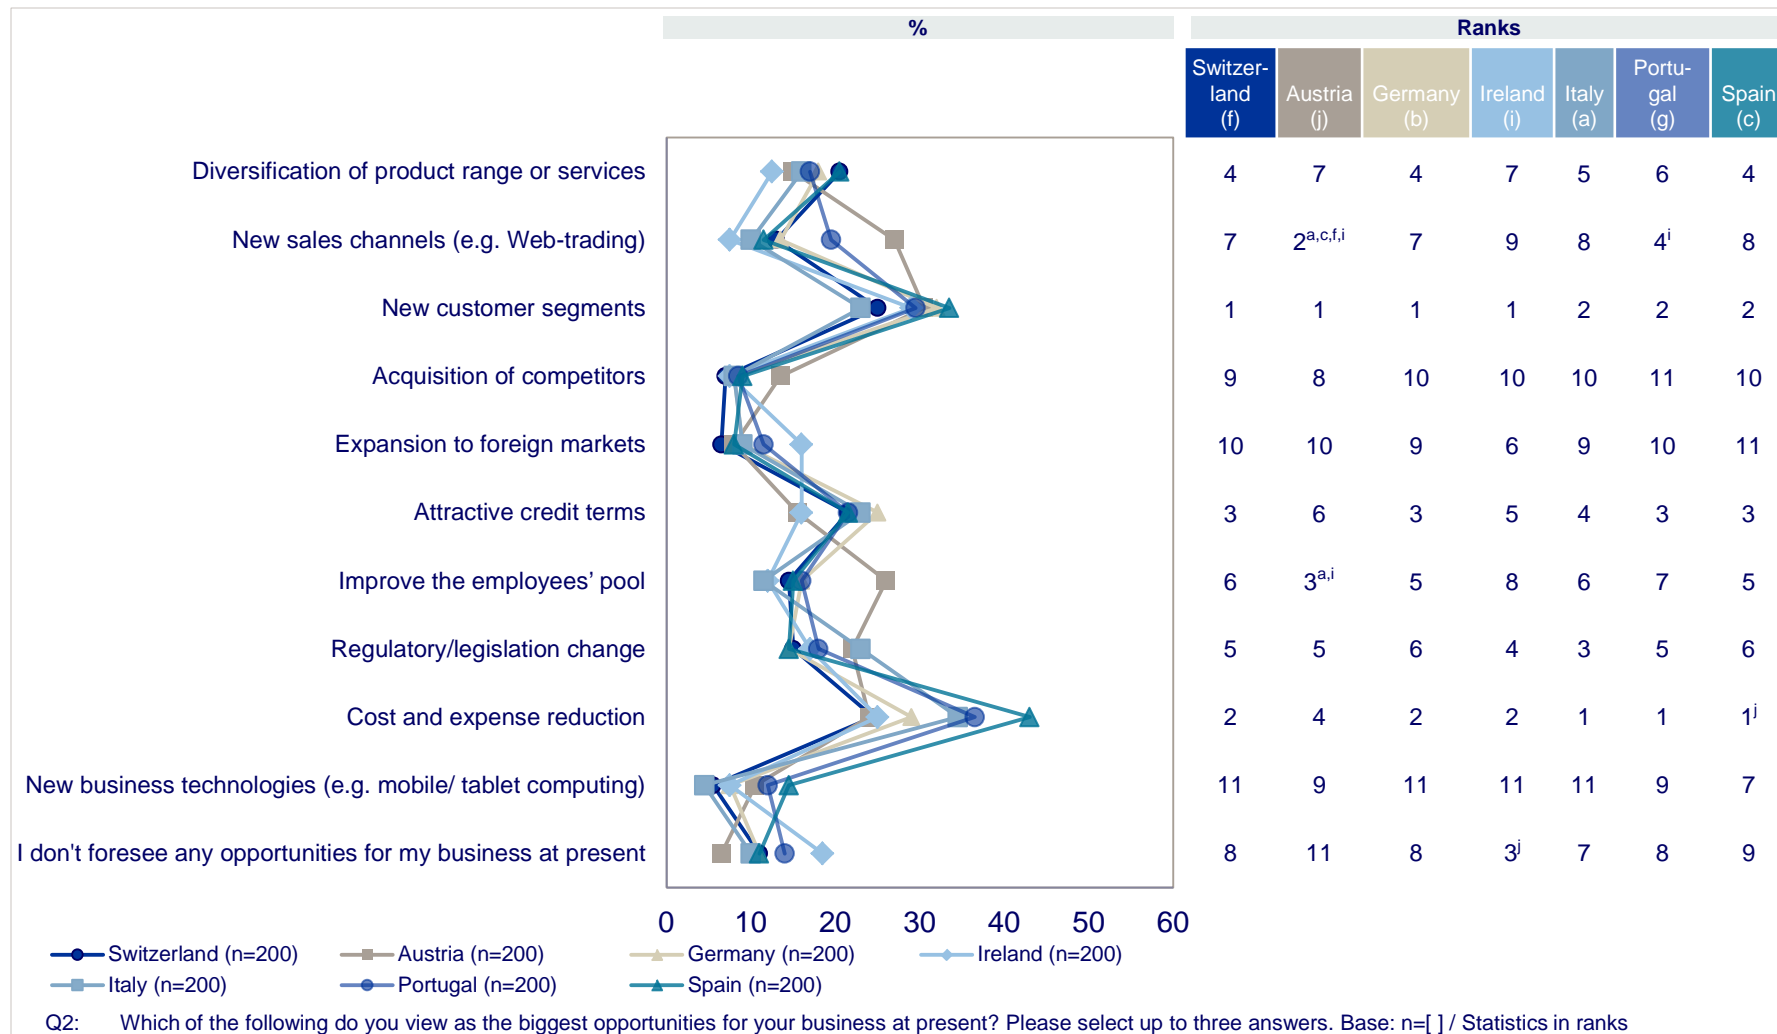 % Ranks
Switzer-
land
(f)
Austria
(j)
Germany
(b)
Ireland
(i)
Italy
(a)
Portu-
gal
(g)
Spain
(c)
Diversification of product range or services 4 7 4 7 5 6 4
New sales channels (e.g. Web-trading) 7 2a,c,f,i 7 9 8 4i 8
New customer segments 1 1 1 1 2 2 2
Acquisition of competitors 9 8 10 10 10 11 10
Expansion to foreign markets 10 10 9 6 9 10 11
Attractive credit terms 3 6 3 5 4 3 3
Improve the employees’ pool 6 3a,i 5 8 6 7 5
Regulatory/legislation change 5 5 6 4 3 5 6
Cost and expense reduction 2 4 2 2 1 1 1j
New business technologies (e.g. mobile/ tablet computing) 11 9 11 11 11 9 7
I don't foresee any opportunities for my business at present 8 11 8 3j 7 8 9
0 10 20 30 40 50 60
Switzerland (n=200) Austria (n=200) Germany (n=200) Ireland (n=200)
Italy (n=200) Portugal (n=200) Spain (n=200)
Q2: Which of the following do you view as the biggest opportunities for your business at present? Please select up to three answers. Base: n=[ ] / Statistics in ranks